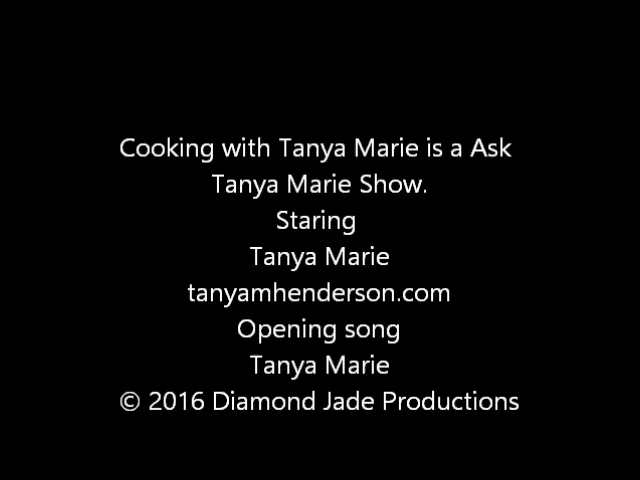 Cooking with Tanya Marie is a Ask
Tanya Marie Show.
Staring
Tanya Marie
tanyamhenderson.com
Opening song
Tanya Marie
© 2016 Diamond Jade Productions